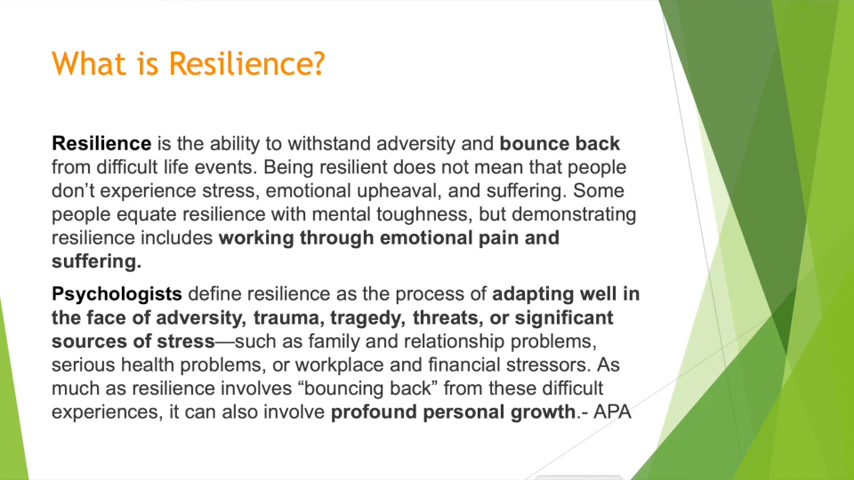 What is Resilience?
Resilience is the ability to withstand adversity and bounce back
from difficult life events. Being resilient does not mean that people
don’t experience stress, emotional upheaval, and suffering. Some
people equate resilience with mental toughness, but demonstrating
resilience includes working through emotional pain and
suffering.
Psychologists define resilience as the process of adapting well in
the face of adversity, trauma, tragedy, threats, or significant
sources of stress—such as family and relationship problems,
serious health problems, or workplace and financial stressors. As
much as resilience involves “bouncing back” from these difficult
experiences, it can also involve profound personal growth.- APA